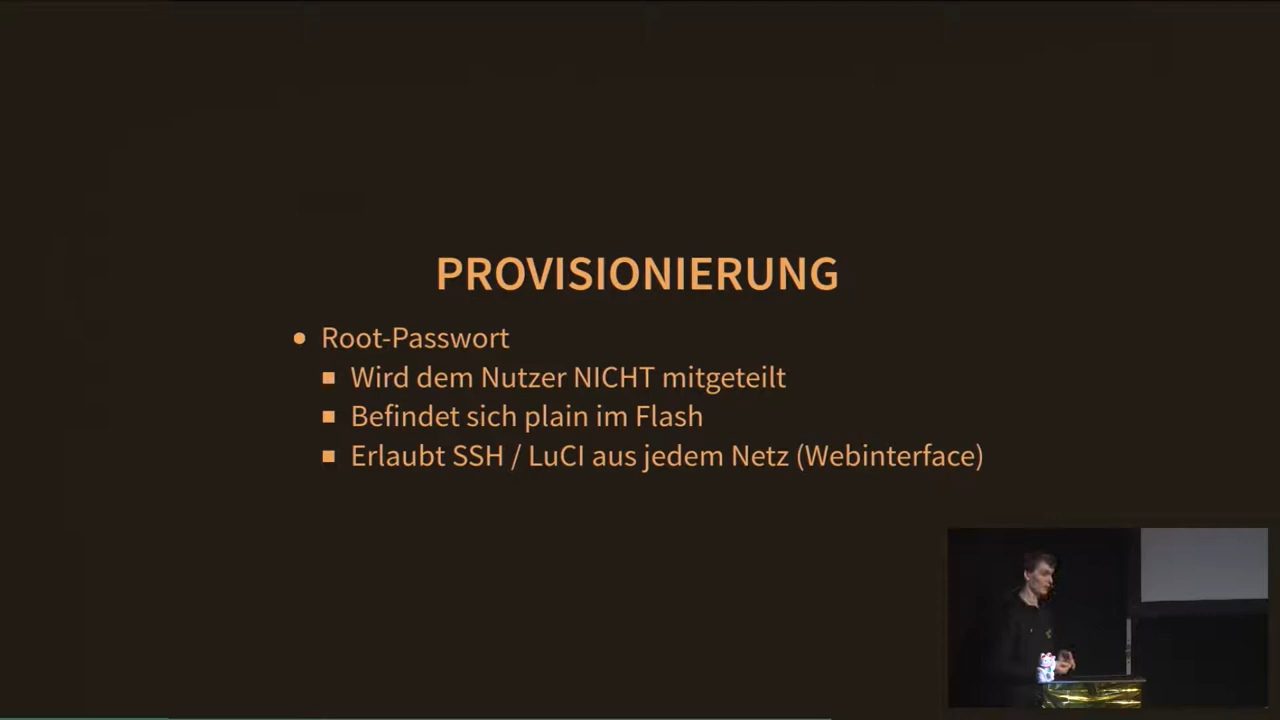 PROVISIONIERUNG
Root-Passwort
Wird dem Nutzer NICHT mitgeteilt
Befindet sich plain im Flash
Erlaubt SSH / LuCI aus jedem Netz (Webinterface)